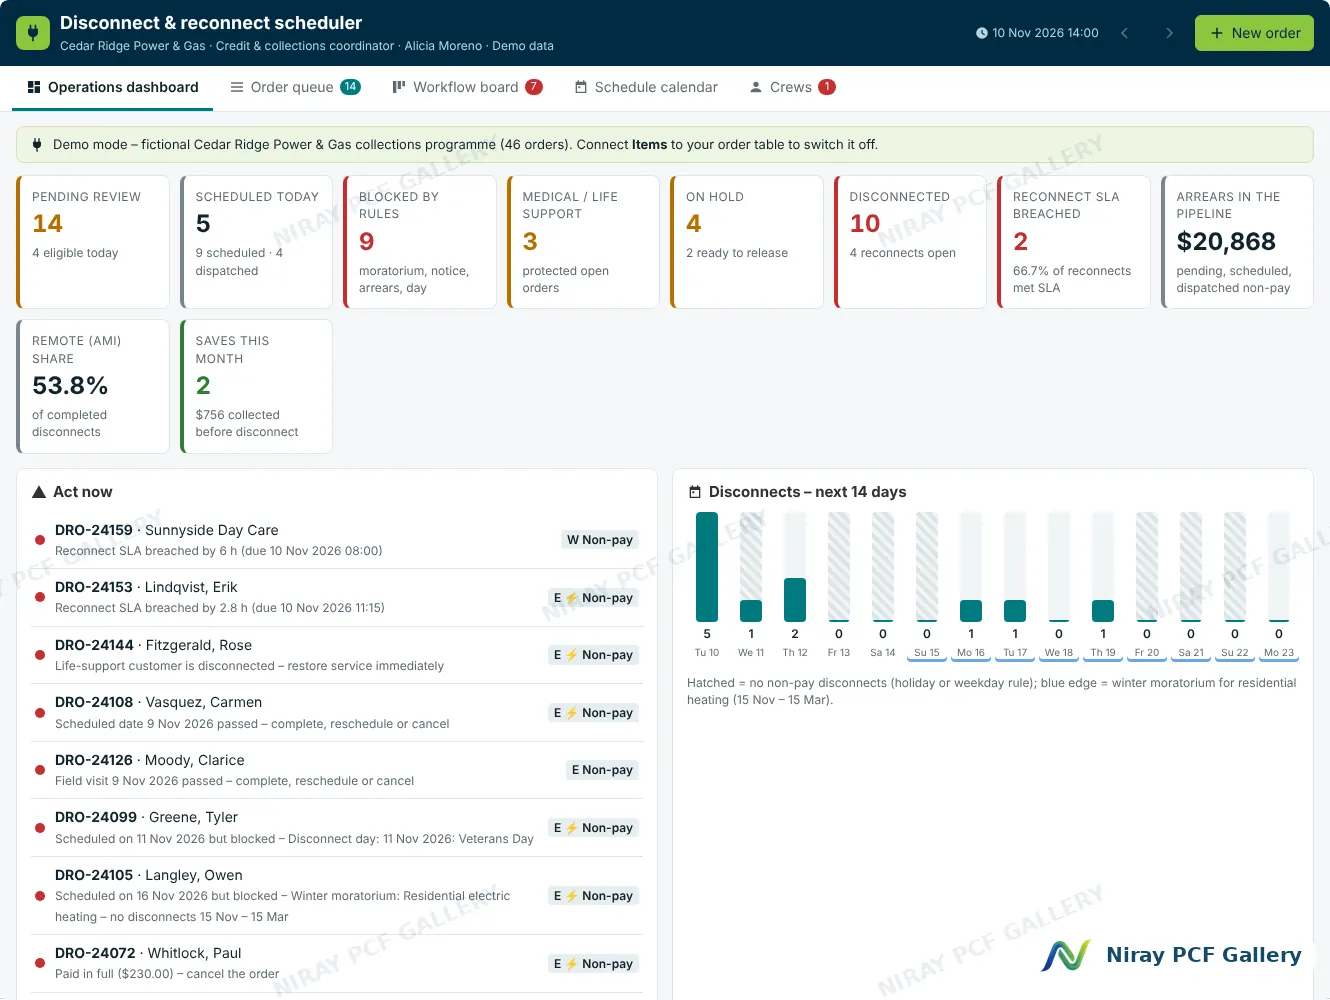 Disconnect & reconnect scheduler
Cedar Ridge Power & Gas · Credit & collections coordinator · Alicia Moreno · Demo data
10 Nov 2026 14:00
+ New order
Operations dashboard
Order queue 14
Workflow board 7
Schedule calendar
Crews 1
Demo mode – fictional Cedar Ridge Power & Gas collections programme (46 orders). Connect Items to your order table to switch it off.
PENDING REVIEW
14
4 eligible today
SCHEDULED TODAY
5
9 scheduled · 4
dispatched
BLOCKED BY
RULES
9
moratorium, notice,
arrears, day
MEDICAL / LIFE
SUPPORT
3
protected open
orders
ON HOLD
4
2 ready to release
DISCONNECTED
10
4 reconnects open
RECONNECT SLA
BREACHED
2
66.7% of reconnects
met SLA
ARREARS IN THE
PIPELINE
$20,868
pending, scheduled,
dispatched non-pay
REMOTE (AMI)
SHARE
53.8%
of completed
disconnects
SAVES THIS
MONTH
2
$756 collected
before disconnect
Act now
DRO-24159 · Sunnyside Day Care
Reconnect SLA breached by 6 h (due 10 Nov 2026 08:00)
W Non-pay
DRO-24153 · Lindqvist, Erik
Reconnect SLA breached by 2.8 h (due 10 Nov 2026 11:15)
E ⚡ Non-pay
DRO-24144 · Fitzgerald, Rose
Life-support customer is disconnected – restore service immediately
E ⚡ Non-pay
DRO-24108 · Vasquez, Carmen
Scheduled date 9 Nov 2026 passed – complete, reschedule or cancel
E ⚡ Non-pay
DRO-24126 · Moody, Clarice
Field visit 9 Nov 2026 passed – complete, reschedule or cancel
E Non-pay
DRO-24099 · Greene, Tyler
Scheduled on 11 Nov 2026 but blocked – Disconnect day: 11 Nov 2026: Veterans Day
E ⚡ Non-pay
DRO-24105 · Langley, Owen
Scheduled on 16 Nov 2026 but blocked – Winter moratorium: Residential electric
heating – no disconnects 15 Nov – 15 Mar
E ⚡ Non-pay
DRO-24072 · Whitlock, Paul
Paid in full ($230.00) – cancel the order
E ⚡ Non-pay
Disconnects – next 14 days
5 1 2 0 0 0 1 1 0 1 0 0 0 0
Tu 10 We 11 Th 12 Fr 13 Sa 14 Su 15 Mo 16 Tu 17 We 18 Th 19 Fr 20 Sa 21 Su 22 Mo 23
Hatched = no non-pay disconnects (holiday or weekday rule); blue edge = winter moratorium for residential
heating (15 Nov – 15 Mar).
NIRAY PCF GALLERY
Niray PCF Gallery